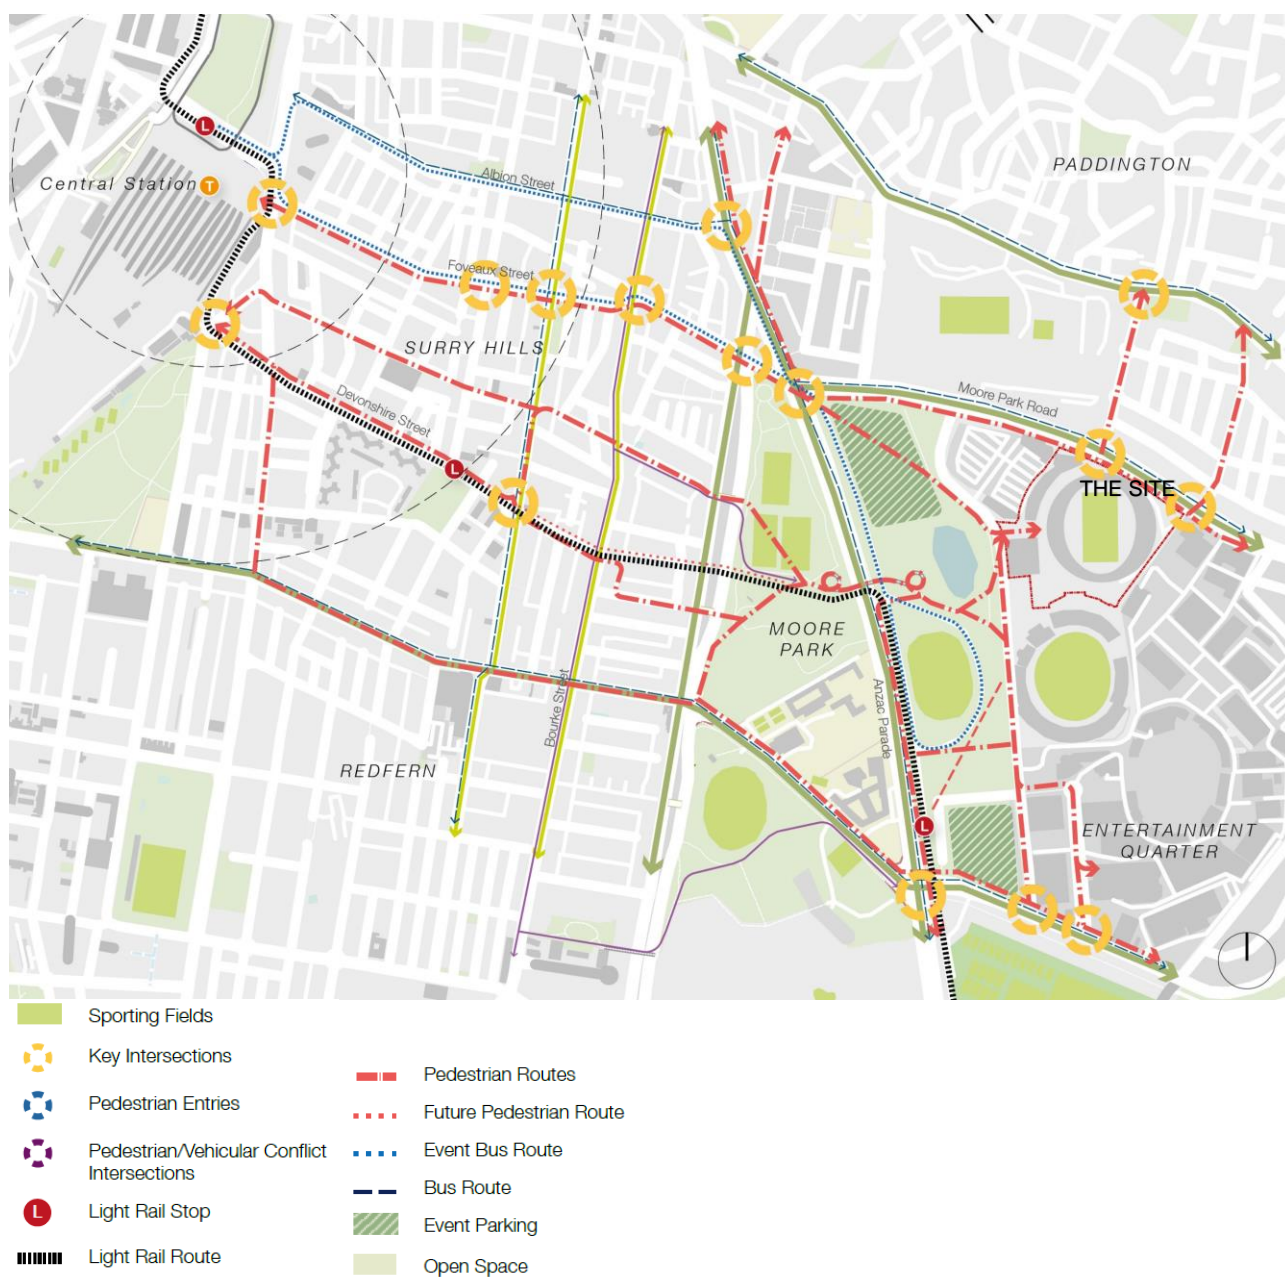 PADDINGTON
L
Central Station T
Albion Street
Foveaux Street
SURRY HILLS
Devonshire Street
Moore Park Road
L
THE SITE
MOORE
PARK
Anzac Parade
Bourke Street
REDFERN
L
ENTERTAINMENT
QUARTER
Sporting Fields
Key Intersections
Pedestrian Entries
Pedestrian/Vehicular Conflict
Intersections
L Light Rail Stop
Light Rail Route
Pedestrian Routes
Future Pedestrian Route
Event Bus Route
Bus Route
Event Parking
Open Space